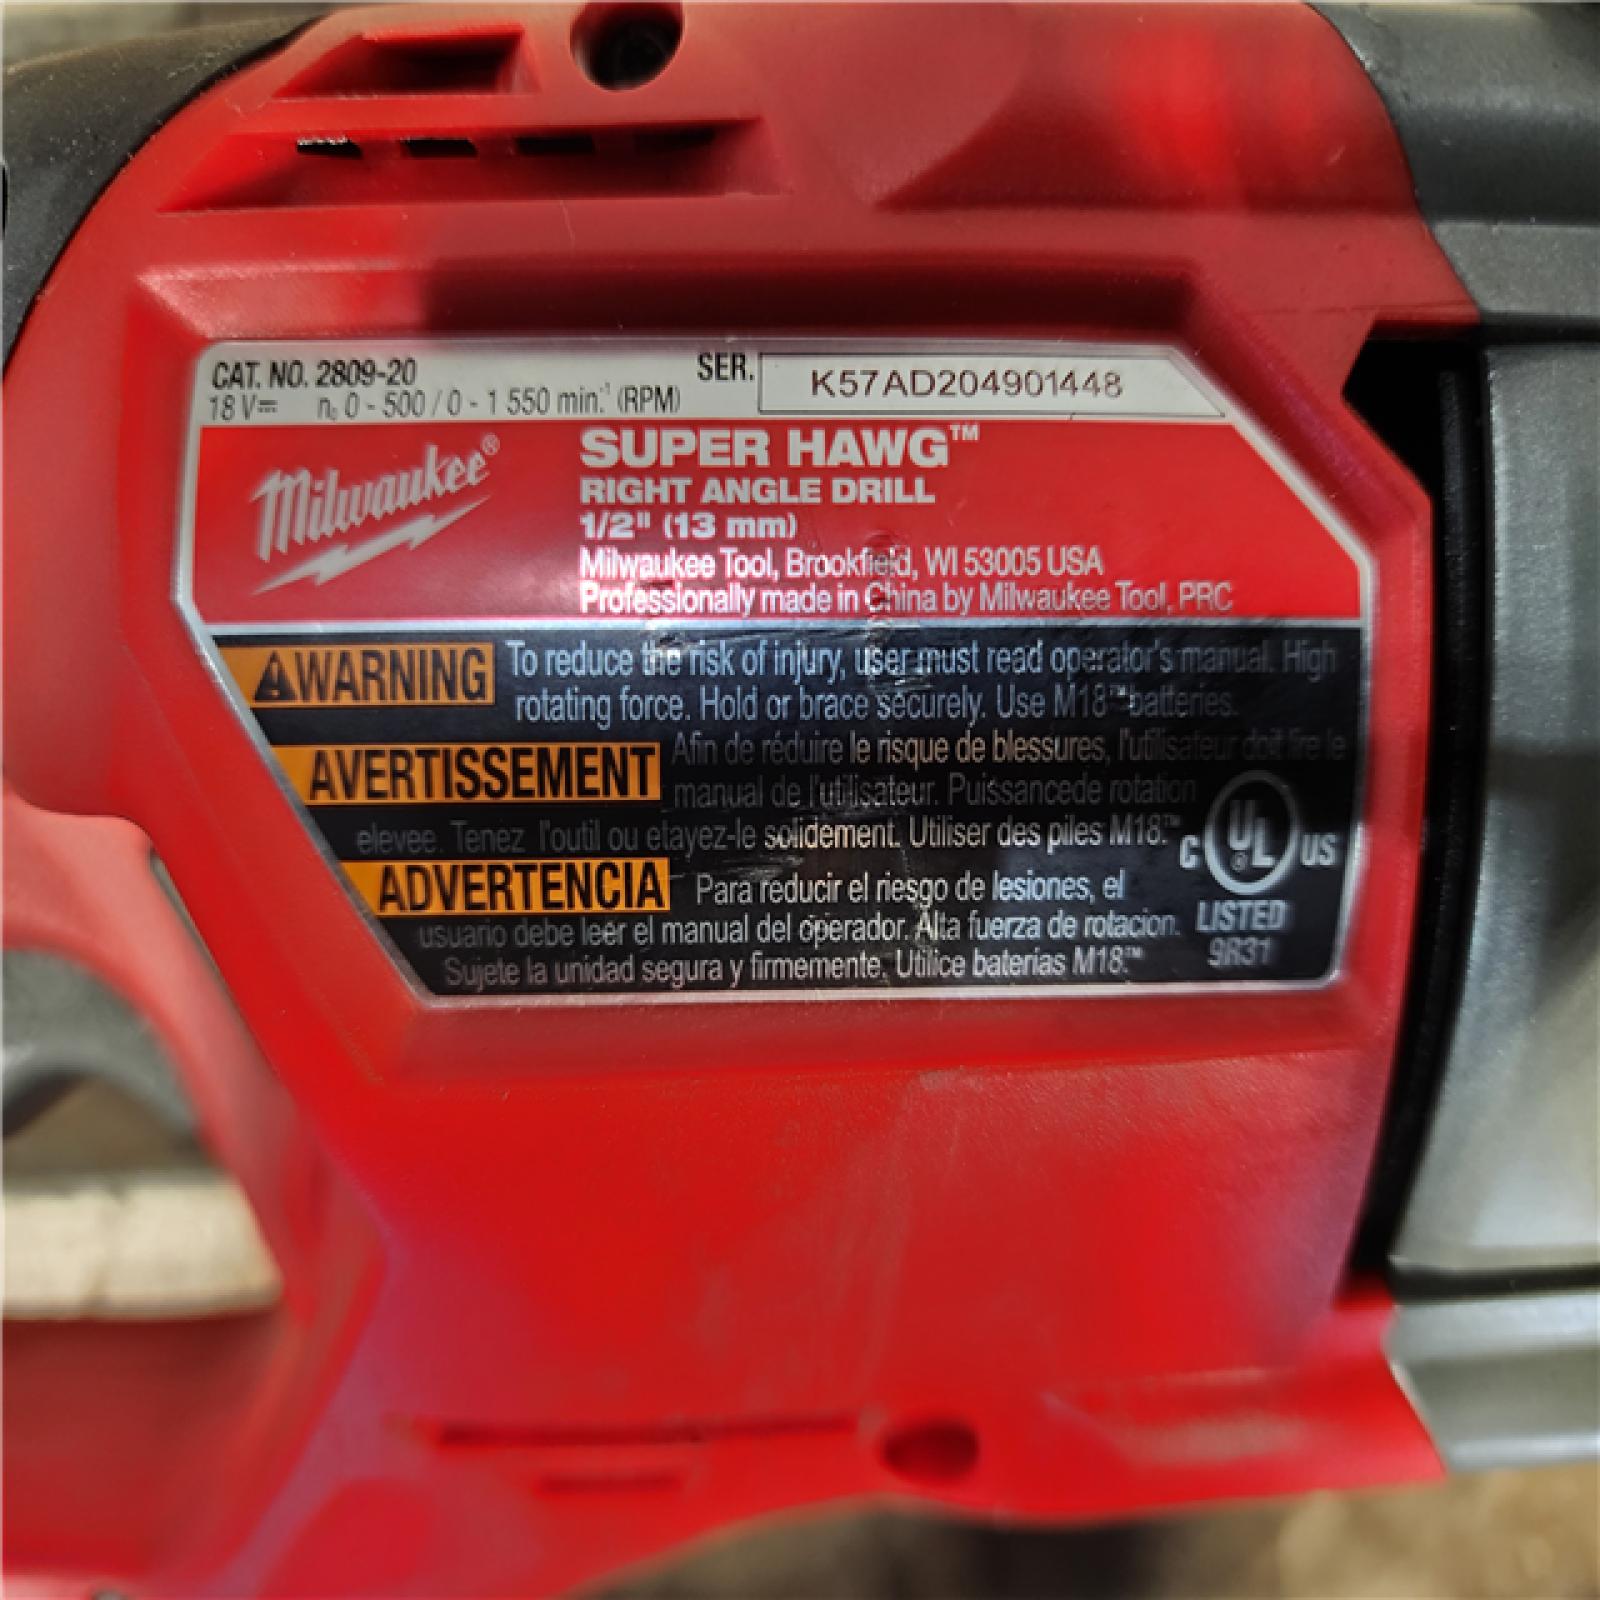 CAT. NO. 2809-20
SER. K57AD204901448
18 V⎓ n₀ 0 - 500 / 0 - 1 550 min.⁻¹ (RPM)
Milwaukee®
SUPER HAWG™
RIGHT ANGLE DRILL
1/2" (13 mm)
Milwaukee Tool, Brookfield, WI 53005 USA
Professionally made in China by Milwaukee Tool, PRC
WARNING To reduce the risk of injury, user must read operator's manual. High
rotating force. Hold or brace securely. Use M18™ batteries.
AVERTISSEMENT Afin de réduire le risque de blessures, l'utilisateur doit lire le
manual de l'utilisateur. Puissancede rotation
elevee. Tenez l'outil ou etayez-le solidement. Utiliser des piles M18.™
ADVERTENCIA Para reducir el riesgo de lesiones, el
usuario debe leer el manual del operador. Alta fuerza de rotacion.
Sujete la unidad segura y firmemente. Utilice baterias M18.™
C UL® US
LISTED
9R31